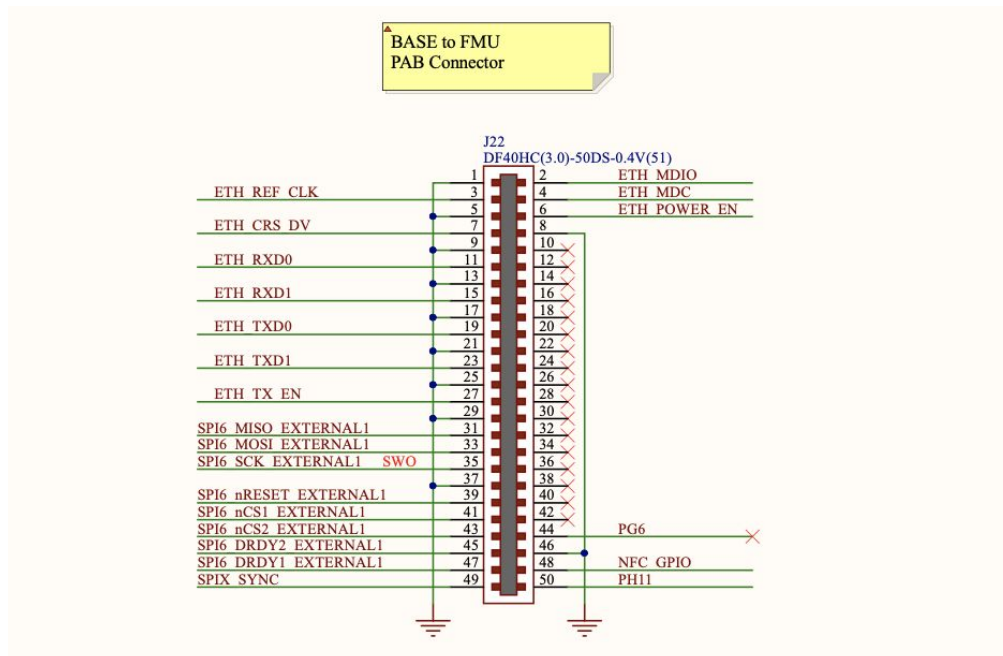 BASE to FMU
PAB Connector
J22
DF40HC(3.0)-50DS-0.4V(51)
1 2 ETH MDIO
ETH REF CLK 3 4 ETH MDC
5 6 ETH POWER EN
ETH CRS DV 7 8
9 10
ETH RXD0 11 12
13 14
ETH RXD1 15 16
17 18
ETH TXD0 19 20
21 22
ETH TXD1 23 24
25 26
ETH TX EN 27 28
29 30
SPI6 MISO EXTERNAL1 31 32
SPI6 MOSI EXTERNAL1 33 34
SPI6 SCK EXTERNAL1 SWO 35 36
37 38
SPI6 nRESET EXTERNAL1 39 40
SPI6 nCS1 EXTERNAL1 41 42
SPI6 nCS2 EXTERNAL1 43 44 PG6
SPI6 DRDY2 EXTERNAL1 45 46
SPI6 DRDY1 EXTERNAL1 47 48 NFC GPIO
SPIX SYNC 49 50 PH11